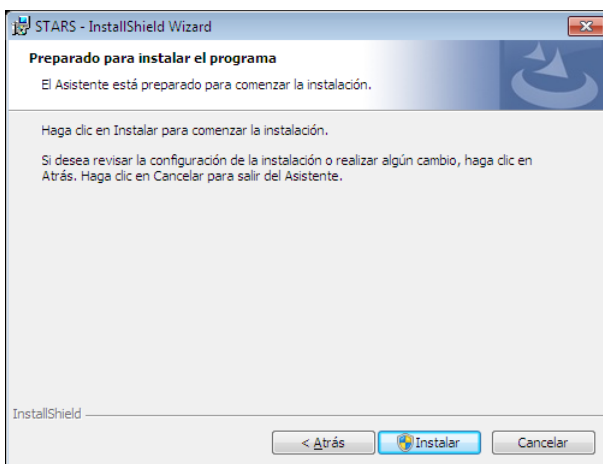 STARS - InstallShield Wizard
Preparado para instalar el programa
El Asistente está preparado para comenzar la instalación.
Haga clic en Instalar para comenzar la instalación.
Si desea revisar la configuración de la instalación o realizar algún cambio, haga clic en
Atrás. Haga clic en Cancelar para salir del Asistente.
InstallShield
< Atrás Instalar Cancelar